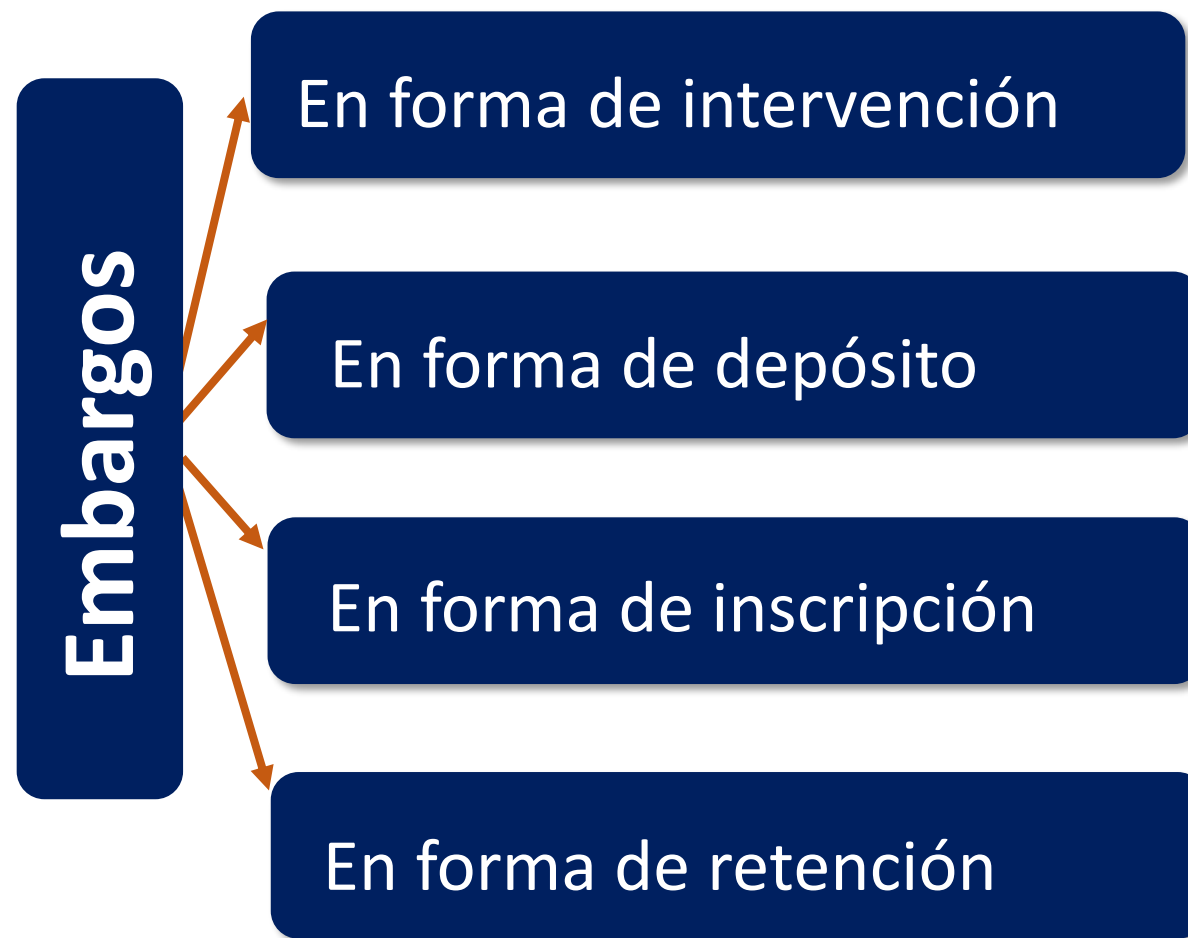 Embargos
En forma de intervención
En forma de depósito
En forma de inscripción
En forma de retención